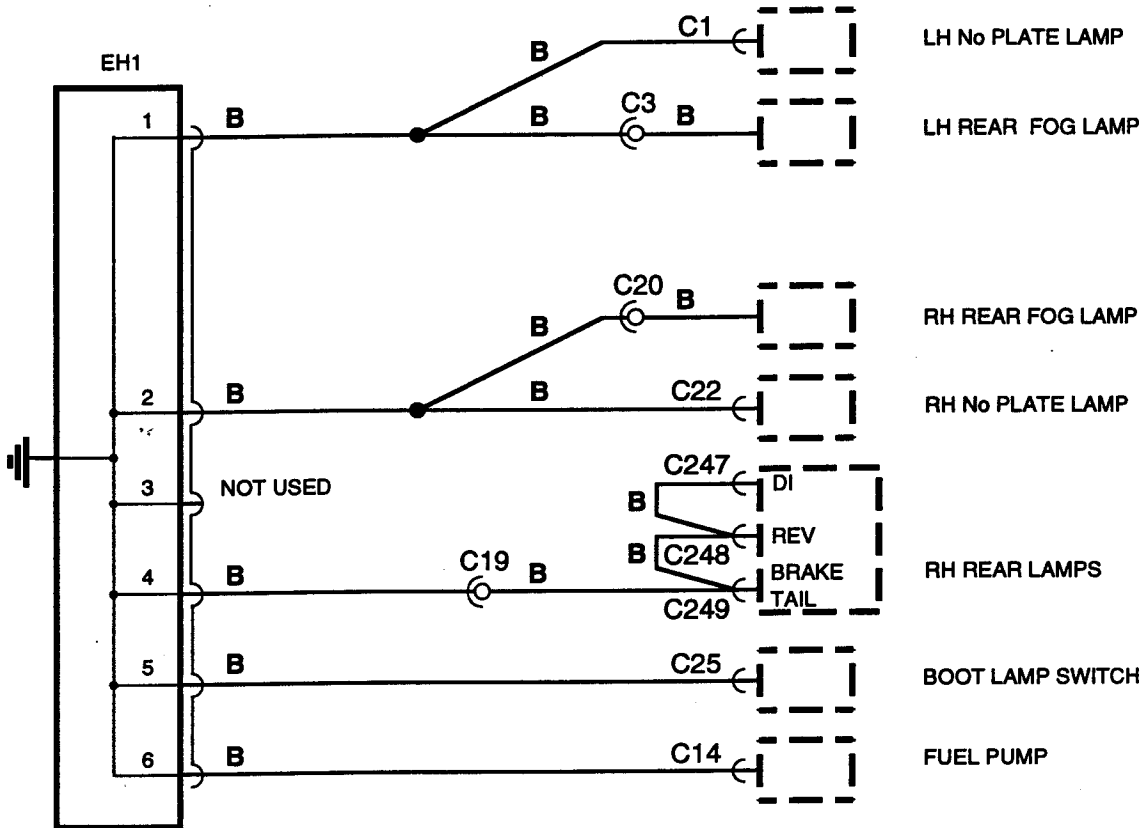 C1
LH No PLATE LAMP
B
EH1
1 B B C3 B LH REAR FOG LAMP
C20 B RH REAR FOG LAMP
B
2 B B C22 RH No PLATE LAMP
C247 DI
3 NOT USED B
REV
B C248
4 B C19 B BRAKE RH REAR LAMPS
C249 TAIL
5 B C25 BOOT LAMP SWITCH
6 B C14 FUEL PUMP